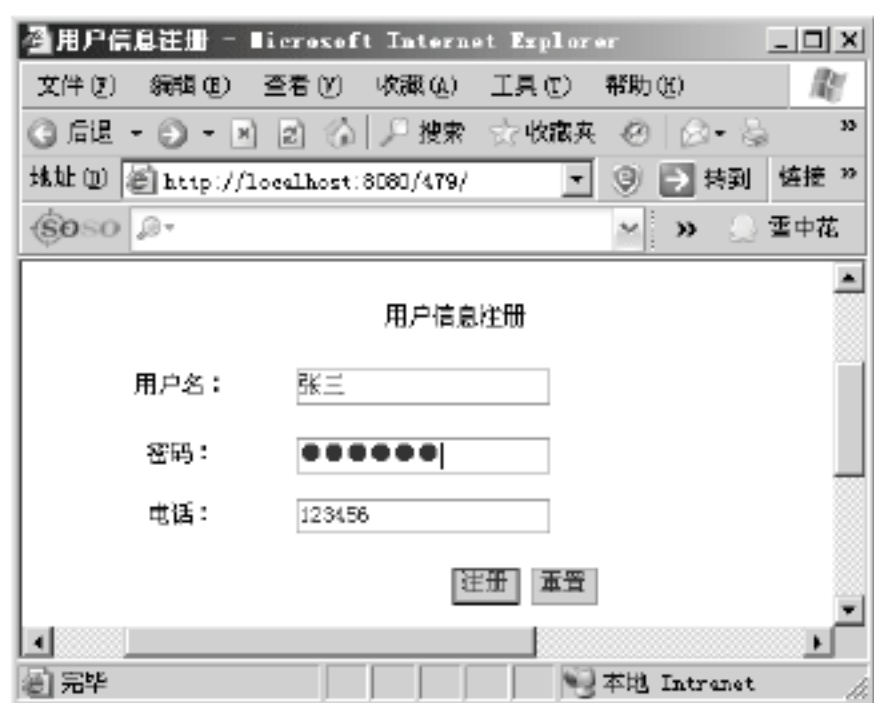 用户信息注册 - Microsoft Internet Explorer
文件(F) 编辑(E) 查看(V) 收藏(A) 工具(T) 帮助(H)
后退 搜索 收藏夹 »
地址(D) http://localhost:8080/479/ 转到 链接 »
SOSO » 雪中花
用户信息注册
用户名：张三
密码：●●●●●●
电话：123456
注册 重置
完毕 本地 Intranet